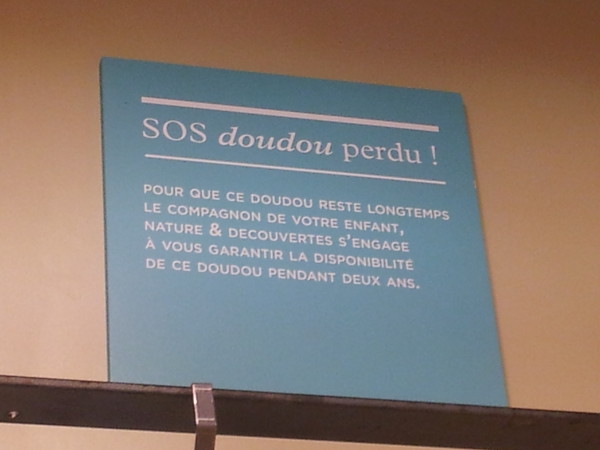 SOS doudou perdu !
POUR QUE CE DOUDOU RESTE LONGTEMPS
LE COMPAGNON DE VOTRE ENFANT,
NATURE & DECOUVERTES S'ENGAGE
À VOUS GARANTIR LA DISPONIBILITÉ
DE CE DOUDOU PENDANT DEUX ANS.